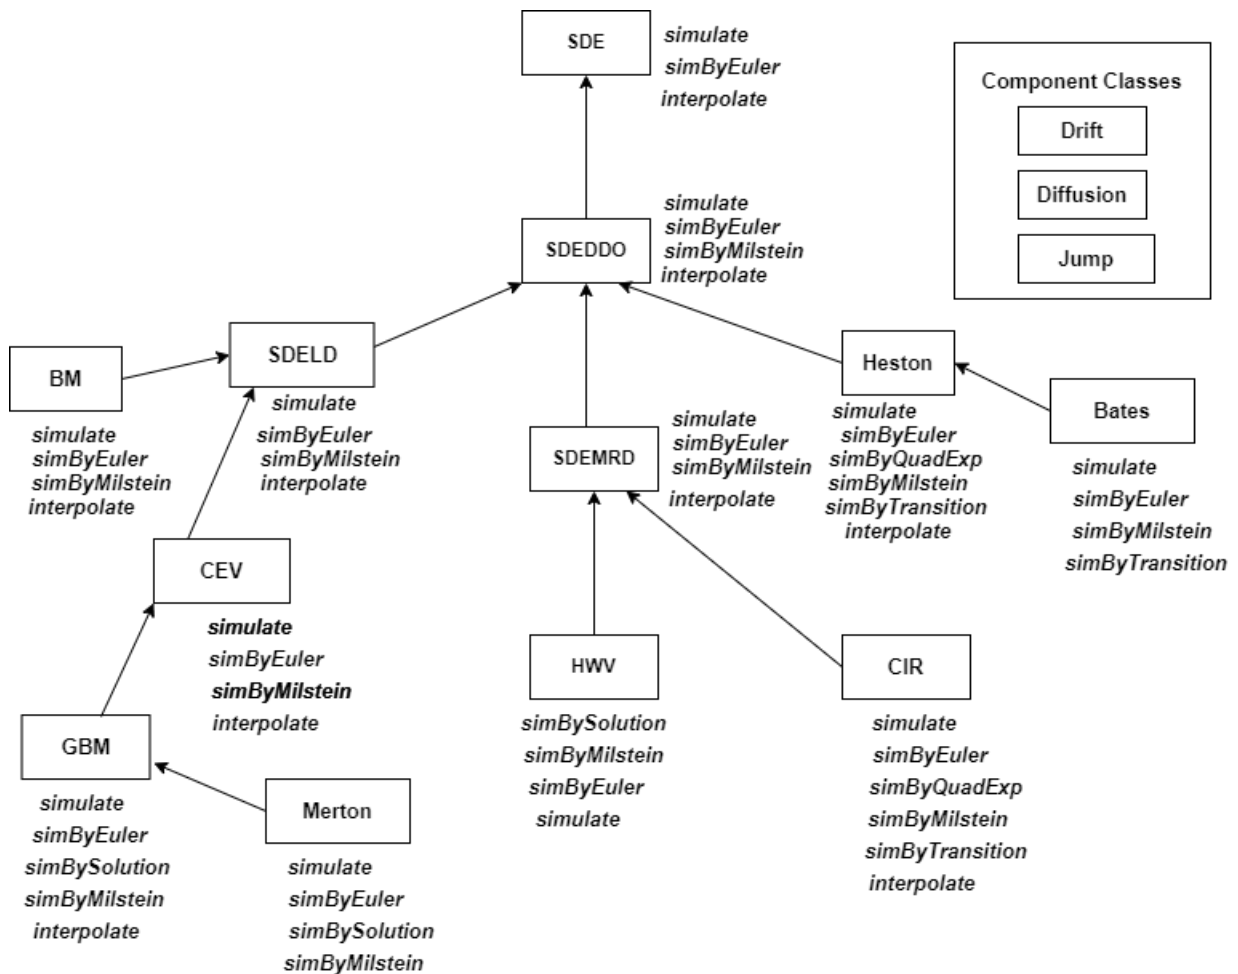 SDE
simulate
simByEuler
interpolate
Component Classes
Drift
Diffusion
Jump
SDEDDO
simulate
simByEuler
simByMilstein
interpolate
BM
simulate
simByEuler
simByMilstein
interpolate
SDELD
simulate
simByEuler
simByMilstein
interpolate
SDEMRD
simulate
simByEuler
simByMilstein
interpolate
Heston
simulate
simByEuler
simByQuadExp
simByMilstein
simByTransition
interpolate
Bates
simulate
simByEuler
simByMilstein
simByTransition
CEV
simulate
simByEuler
simByMilstein
interpolate
HWV
simBySolution
simByMilstein
simByEuler
simulate
CIR
simulate
simByEuler
simByQuadExp
simByMilstein
simByTransition
interpolate
GBM
simulate
simByEuler
simBySolution
simByMilstein
interpolate
Merton
simulate
simByEuler
simBySolution
simByMilstein